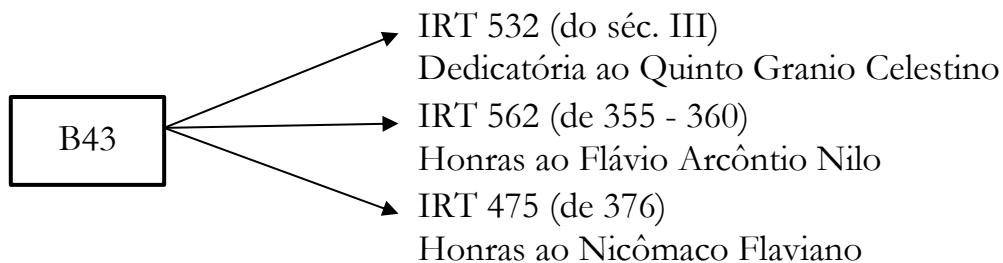 B43
IRT 532 (do séc. III)
Dedicatória ao Quinto Granio Celestino
IRT 562 (de 355 - 360)
Honras ao Flávio Arcôntio Nilo
IRT 475 (de 376)
Honras ao Nicômaco Flaviano